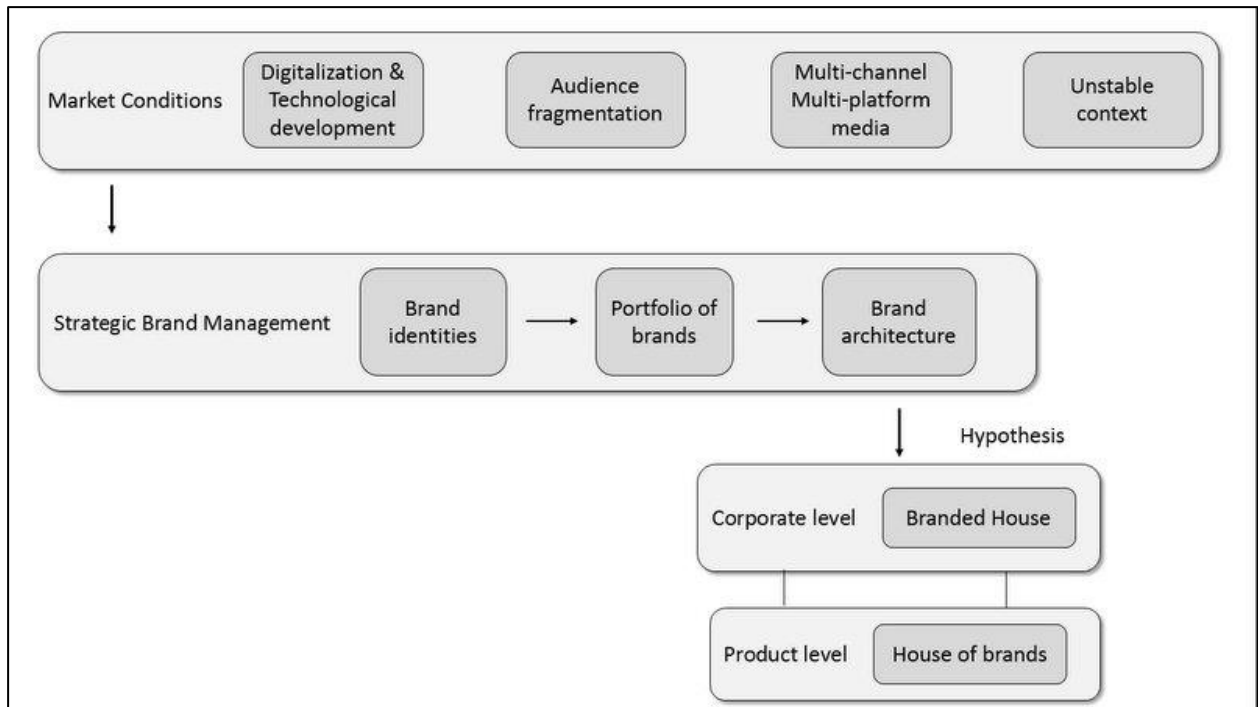 Market Conditions
Digitalization &
Technological
development
Audience
fragmentation
Multi-channel
Multi-platform
media
Unstable
context
Strategic Brand Management
Brand
identities
Portfolio of
brands
Brand
architecture
Hypothesis
Corporate level
Branded House
Product level
House of brands